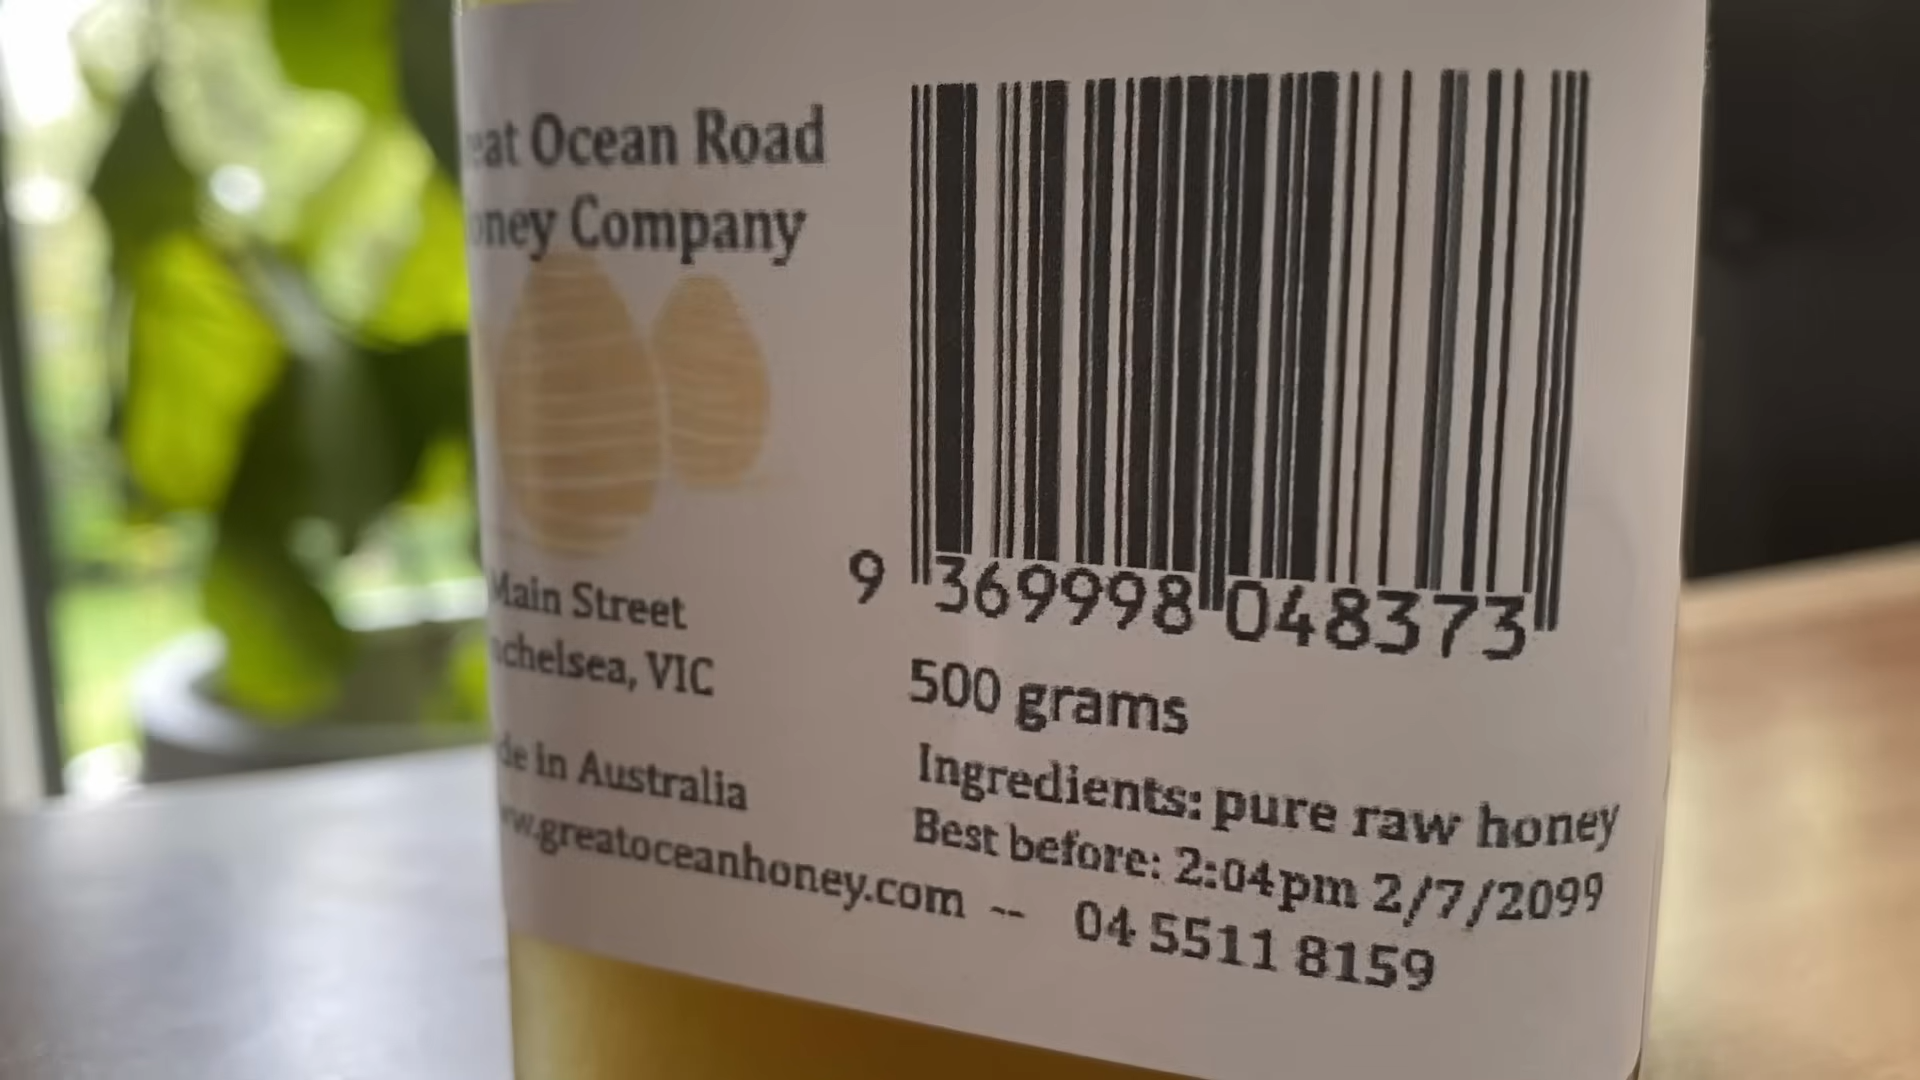 eat Ocean Road
oney Company
Main Street
chelsea, VIC
de in Australia
w.greatoceanhoney.com -- 04 5511 8159
9 369998 048373
500 grams
Ingredients: pure raw honey
Best before: 2:04pm 2/7/2099